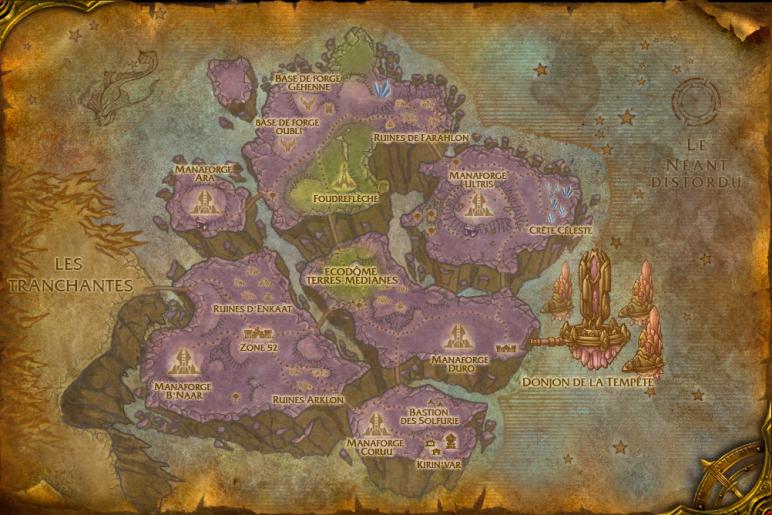 BASE DE FORGE
GÉHENNE
BASE DE FORGE
OUBLI
RUINES DE FARAHLON
LE
NÉANT
DISTORDU
MANAFORGE
ARA
MANAFORGE
ULTRIS
FOUDREFLÈCHE
CRÊTE CÉLESTE
LES
TRANCHANTES
ECODÔME
TERRES-MÉDIANES
RUINES D'ENKAAT
ZONE 52
MANAFORGE
DURO
MANAFORGE
B'NAAR
DONJON DE LA TEMPÊTE
RUINES ARKLON
BASTION
DES SOLFURIE
MANAFORGE
CORUU
KIRIN'VAR